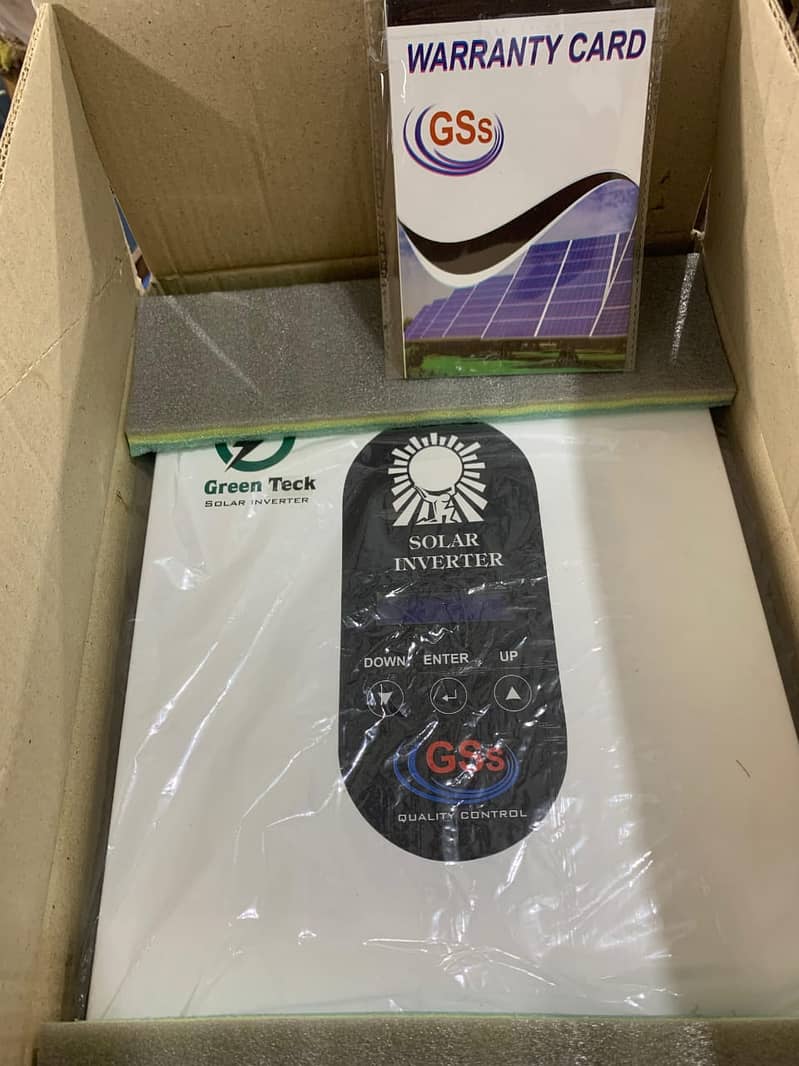 WARRANTY CARD
GSs
Green Teck
SOLAR INVERTER
SOLAR
INVERTER
DOWN ENTER UP
GSs
QUALITY CONTROL